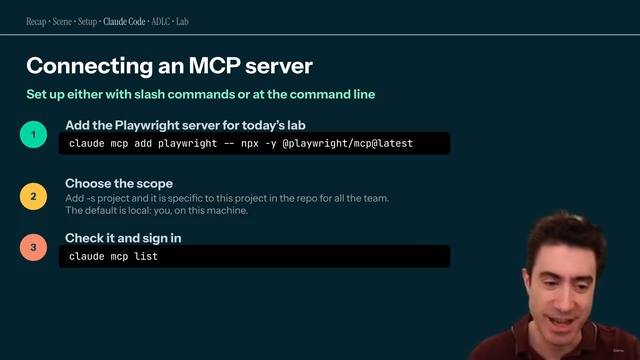 Recap • Scene • Setup • Claude Code • ADLC • Lab
Connecting an MCP server
Set up either with slash commands or at the command line
1
Add the Playwright server for today's lab
claude mcp add playwright -- npx -y @playwright/mcp@latest
2
Choose the scope
Add -s project and it is specific to this project in the repo for all the team.
The default is local: you, on this machine.
3
Check it and sign in
claude mcp list